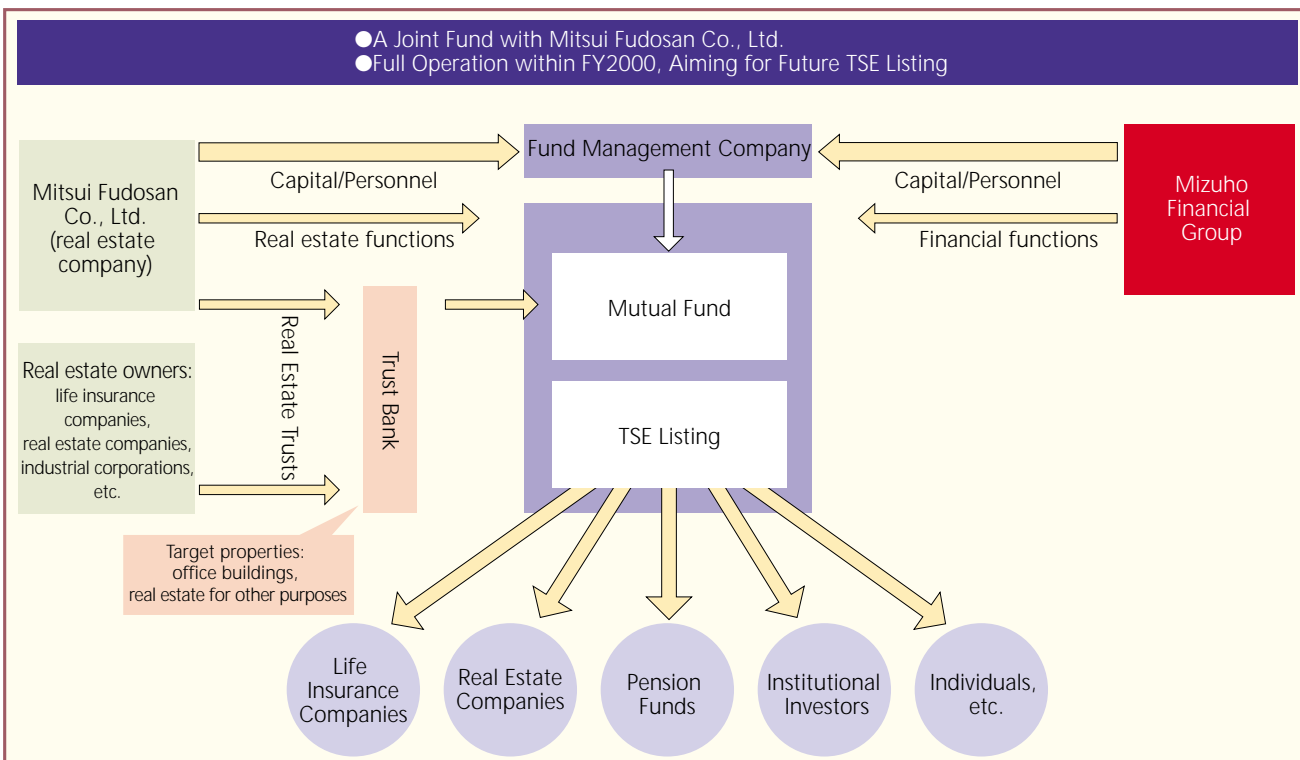 ●A Joint Fund with Mitsui Fudosan Co., Ltd.
●Full Operation within FY2000, Aiming for Future TSE Listing
Mitsui Fudosan
Co., Ltd.
(real estate
company)
Capital/Personnel
Real estate functions
Fund Management Company
Capital/Personnel
Financial functions
Mizuho
Financial
Group
Real estate owners:
life insurance
companies,
real estate companies,
industrial corporations,
etc.
Real Estate Trusts
Trust Bank
Target properties:
office buildings,
real estate for other purposes
Mutual Fund
TSE Listing
Life
Insurance
Companies
Real Estate
Companies
Pension
Funds
Institutional
Investors
Individuals,
etc.